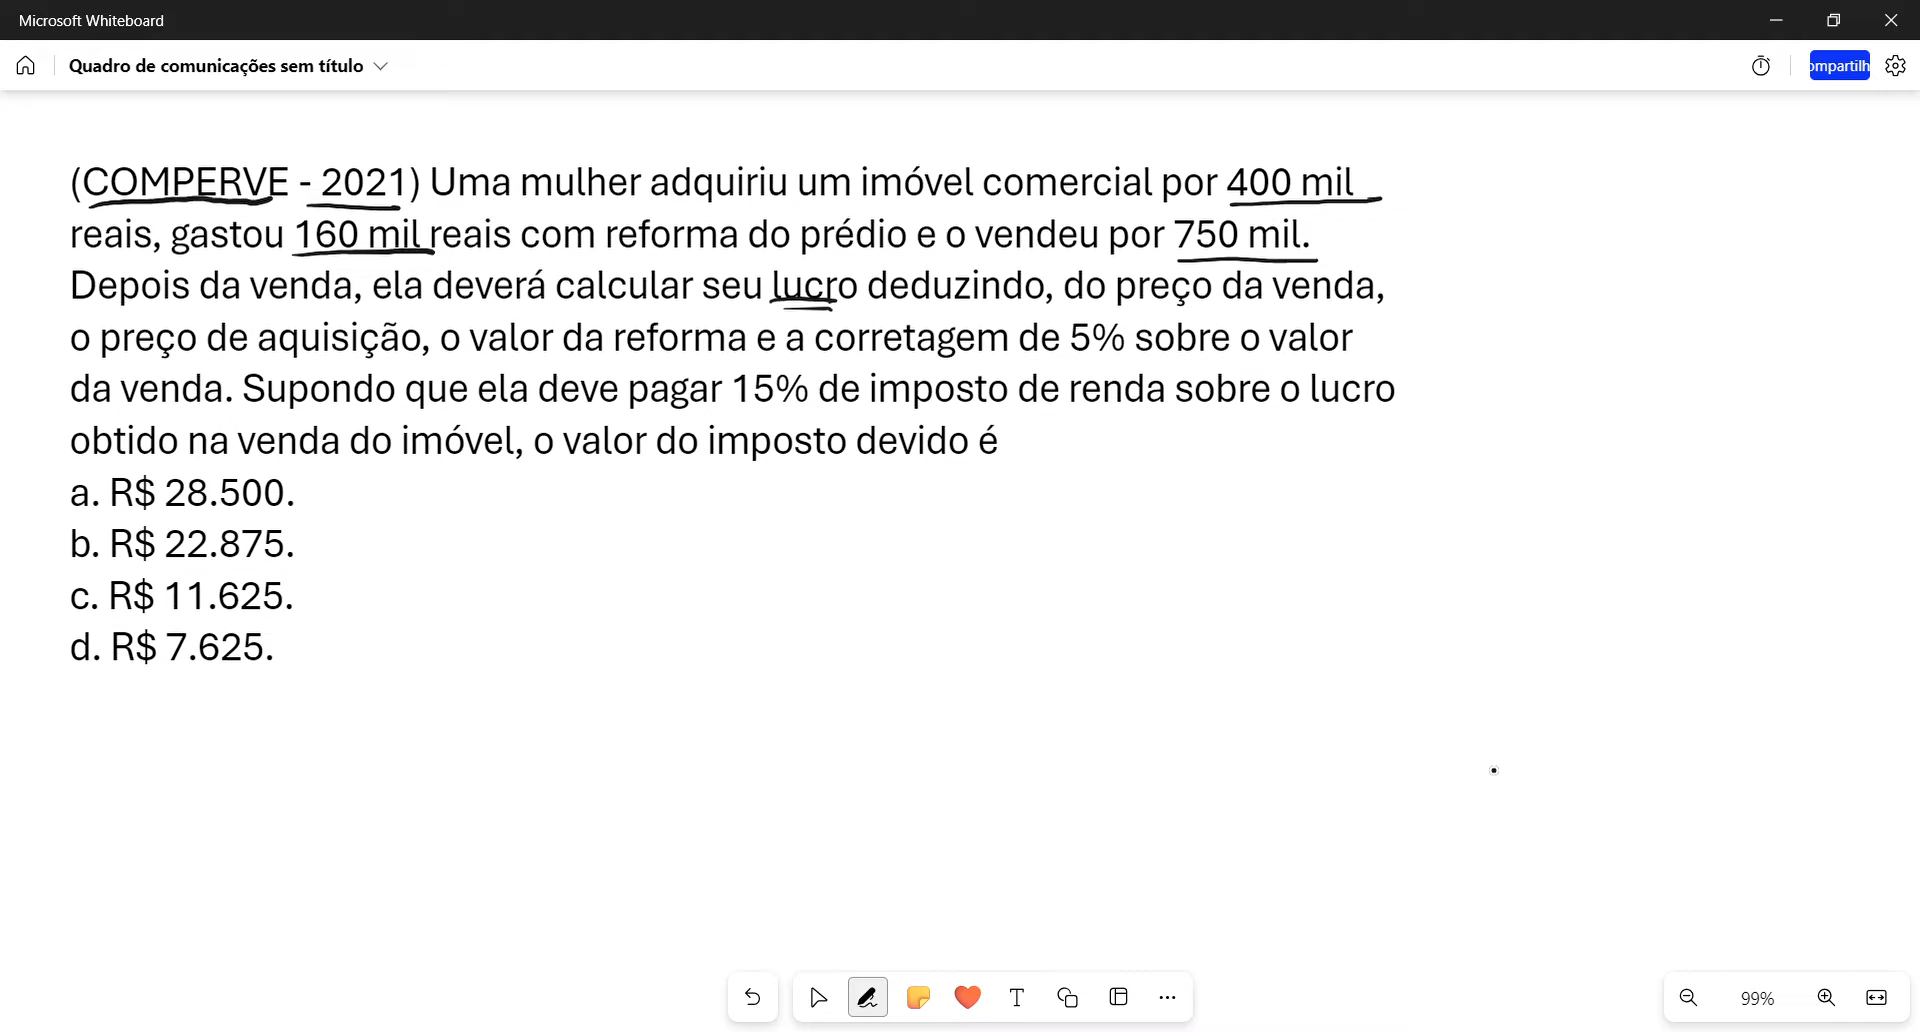 Microsoft Whiteboard
Quadro de comunicações sem título
ompartilh
(COMPERVE - 2021) Uma mulher adquiriu um imóvel comercial por 400 mil
reais, gastou 160 mil reais com reforma do prédio e o vendeu por 750 mil.
Depois da venda, ela deverá calcular seu lucro deduzindo, do preço da venda,
o preço de aquisição, o valor da reforma e a corretagem de 5% sobre o valor
da venda. Supondo que ela deve pagar 15% de imposto de renda sobre o lucro
obtido na venda do imóvel, o valor do imposto devido é
a. R$ 28.500.
b. R$ 22.875.
c. R$ 11.625.
d. R$ 7.625.
99%